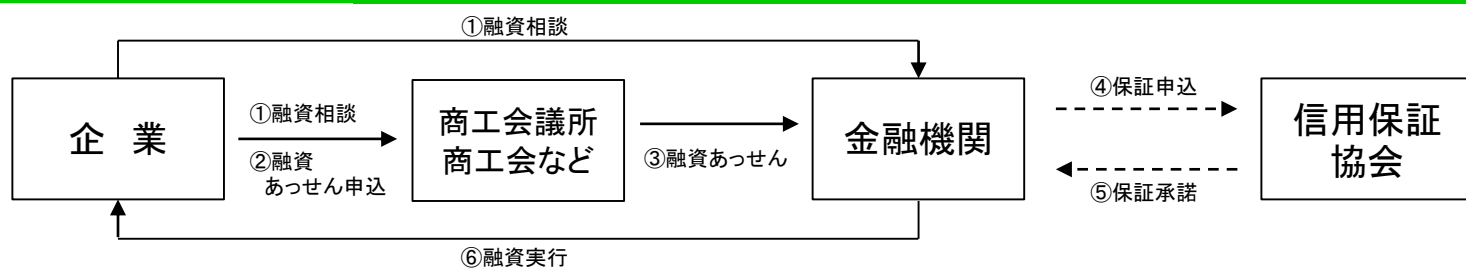 ①融資相談
企 業
①融資相談
②融資
あっせん申込
商工会議所
商工会など
③融資あっせん
金融機関
④保証申込
⑤保証承諾
信用保証
協会
⑥融資実行